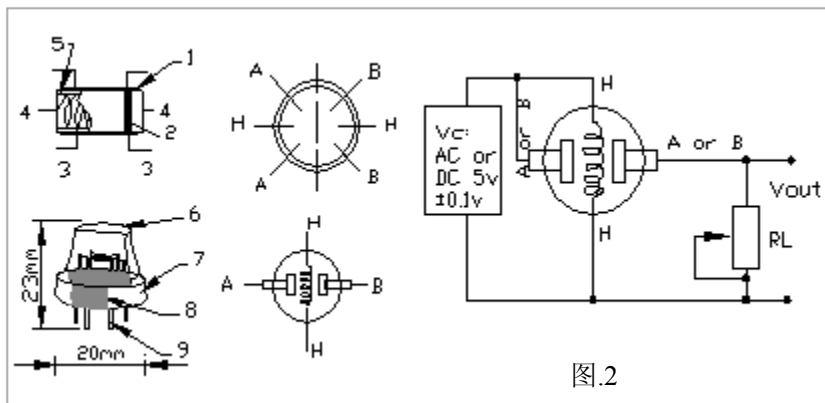 5
1
4
4
2
3
3
A
B
H
H
A
B
6
7
8
9
23mm
20mm
H
A
B
H
Vc:
AC or
DC 5v
±0.1v
A or B
H
H
A or B
Vout
RL
图.2